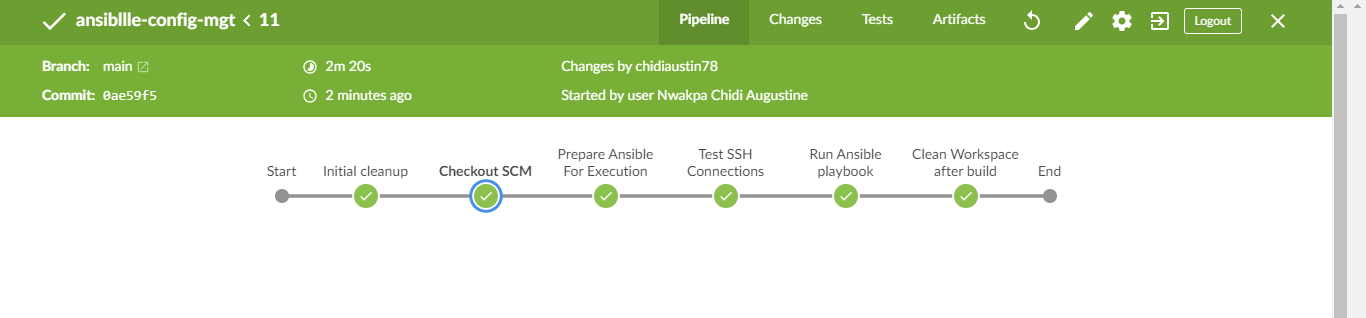 ansibllle-config-mgt < 11
Pipeline Changes Tests Artifacts Logout
Branch: main 2m 20s Changes by chidiaustin78
Commit: 0ae59f5 2 minutes ago Started by user Nwakpa Chidi Augustine
Start
Initial cleanup
Checkout SCM
Prepare Ansible
For Execution
Test SSH
Connections
Run Ansible
playbook
Clean Workspace
after build
End